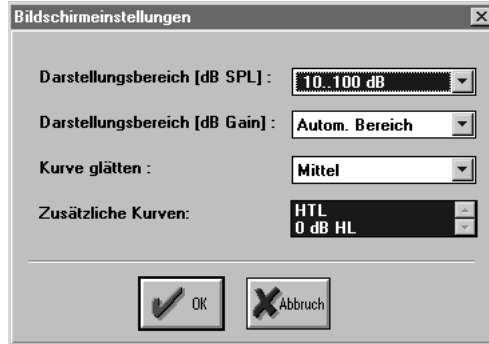 Bildschirmeinstellungen
Darstellungsbereich [dB SPL] : 10..100 dB
Darstellungsbereich [dB Gain] : Autom. Bereich
Kurve glätten : Mittel
Zusätzliche Kurven: HTL
0 dB HL
OK Abbruch